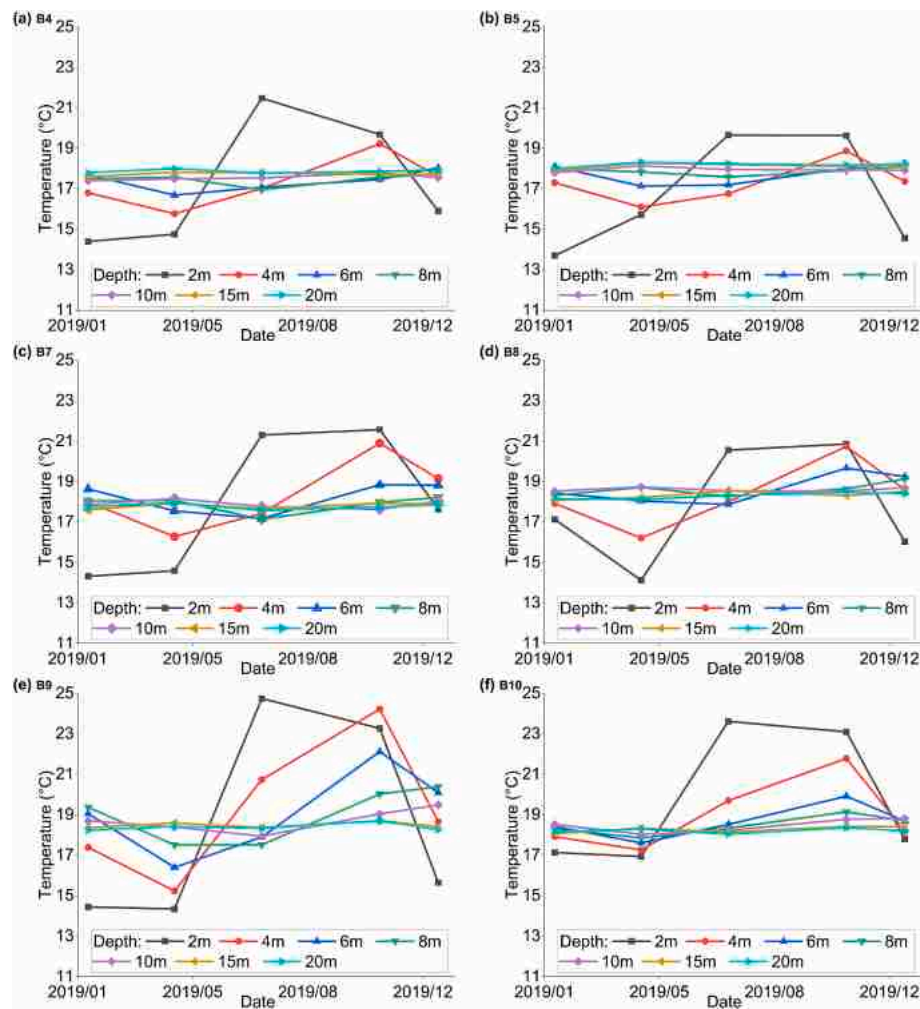 (a) B4
25
23
21
19
17
15
13
11
Temperature (°C)
Depth: 2m 4m 6m 8m
10m 15m 20m
2019/01 2019/05 2019/08 2019/12
Date
(b) B5
25
23
21
19
17
15
13
11
Temperature (°C)
Depth: 2m 4m 6m 8m
10m 15m 20m
2019/01 2019/05 2019/08 2019/12
Date
(c) B7
25
23
21
19
17
15
13
11
Temperature (°C)
Depth: 2m 4m 6m 8m
10m 15m 20m
2019/01 2019/05 2019/08 2019/12
Date
(d) B8
25
23
21
19
17
15
13
11
Temperature (°C)
Depth: 2m 4m 6m 8m
10m 15m 20m
2019/01 2019/05 2019/08 2019/12
Date
(e) B9
25
23
21
19
17
15
13
11
Temperature (°C)
Depth: 2m 4m 6m 8m
10m 15m 20m
2019/01 2019/05 2019/08 2019/12
Date
(f) B10
25
23
21
19
17
15
13
11
Temperature (°C)
Depth: 2m 4m 6m 8m
10m 15m 20m
2019/01 2019/05 2019/08 2019/12
Date